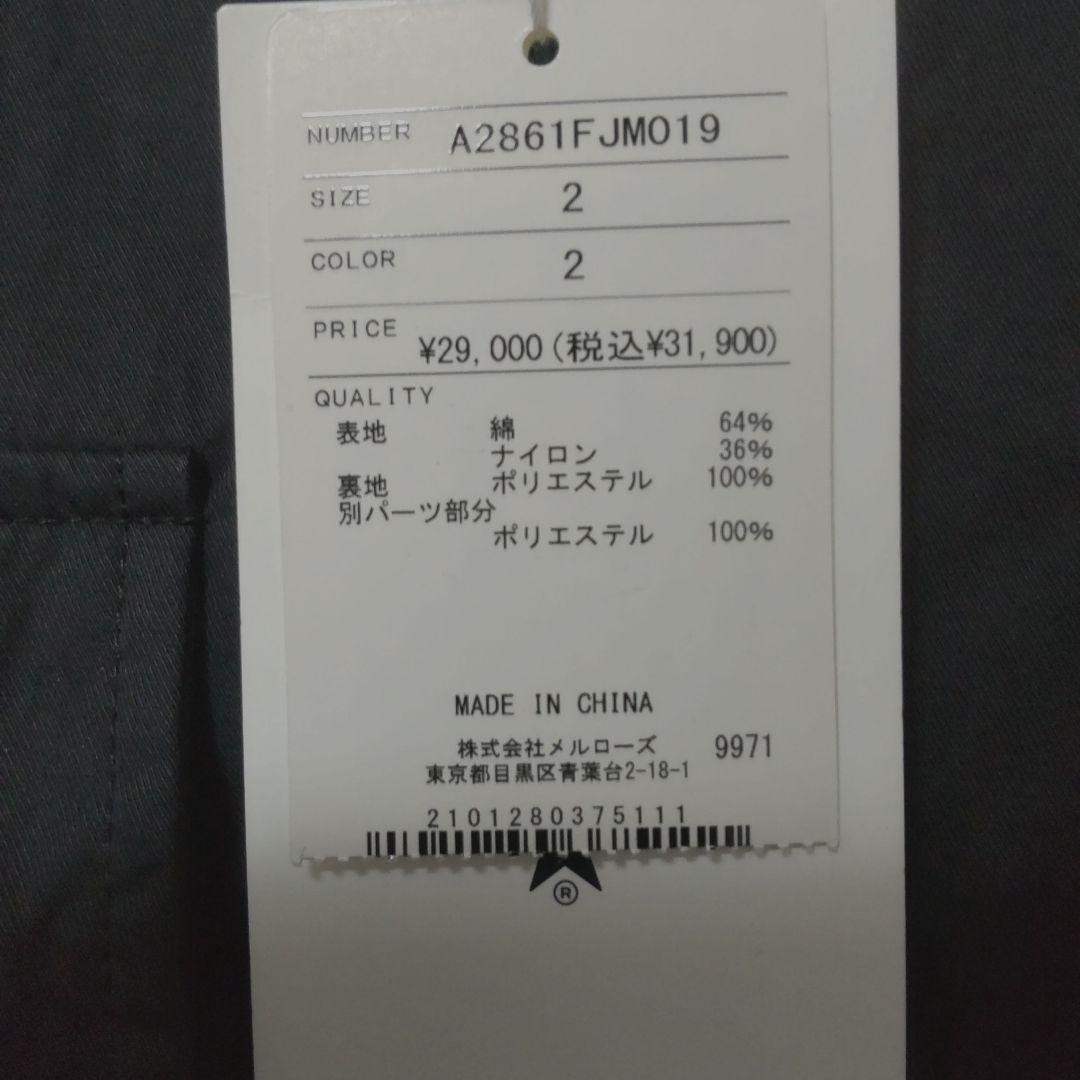 NUMBER A2861FJM019
SIZE 2
COLOR 2
PRICE ¥29,000(税込¥31,900)
QUALITY
表地 綿 64%
ナイロン 36%
裏地 ポリエステル 100%
別パーツ部分
ポリエステル 100%
MADE IN CHINA
株式会社メルローズ 9971
東京都目黒区青葉台2-18-1
2101280375111
®